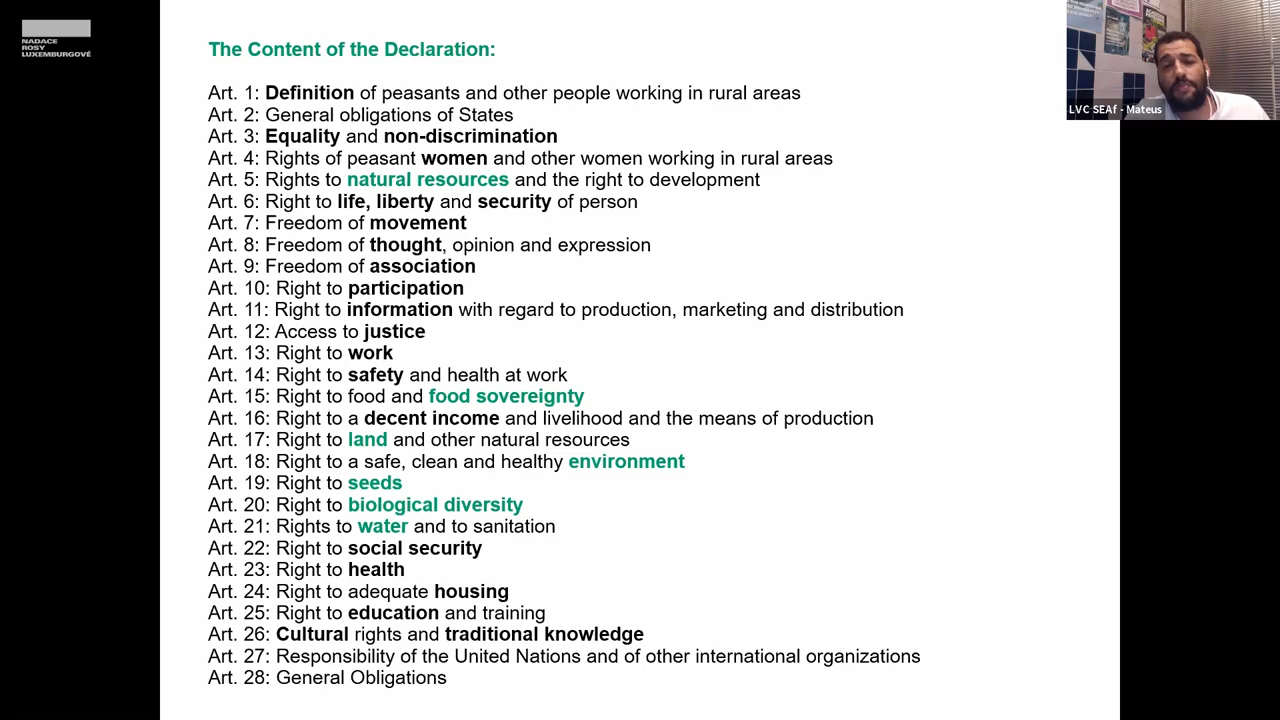 NADACE
ROSY
LUXEMBURGOVÉ
The Content of the Declaration:
Art. 1: Definition of peasants and other people working in rural areas
Art. 2: General obligations of States
Art. 3: Equality and non-discrimination
Art. 4: Rights of peasant women and other women working in rural areas
Art. 5: Rights to natural resources and the right to development
Art. 6: Right to life, liberty and security of person
Art. 7: Freedom of movement
Art. 8: Freedom of thought, opinion and expression
Art. 9: Freedom of association
Art. 10: Right to participation
Art. 11: Right to information with regard to production, marketing and distribution
Art. 12: Access to justice
Art. 13: Right to work
Art. 14: Right to safety and health at work
Art. 15: Right to food and food sovereignty
Art. 16: Right to a decent income and livelihood and the means of production
Art. 17: Right to land and other natural resources
Art. 18: Right to a safe, clean and healthy environment
Art. 19: Right to seeds
Art. 20: Right to biological diversity
Art. 21: Rights to water and to sanitation
Art. 22: Right to social security
Art. 23: Right to health
Art. 24: Right to adequate housing
Art. 25: Right to education and training
Art. 26: Cultural rights and traditional knowledge
Art. 27: Responsibility of the United Nations and of other international organizations
Art. 28: General Obligations
LVC SEAf - Mateus